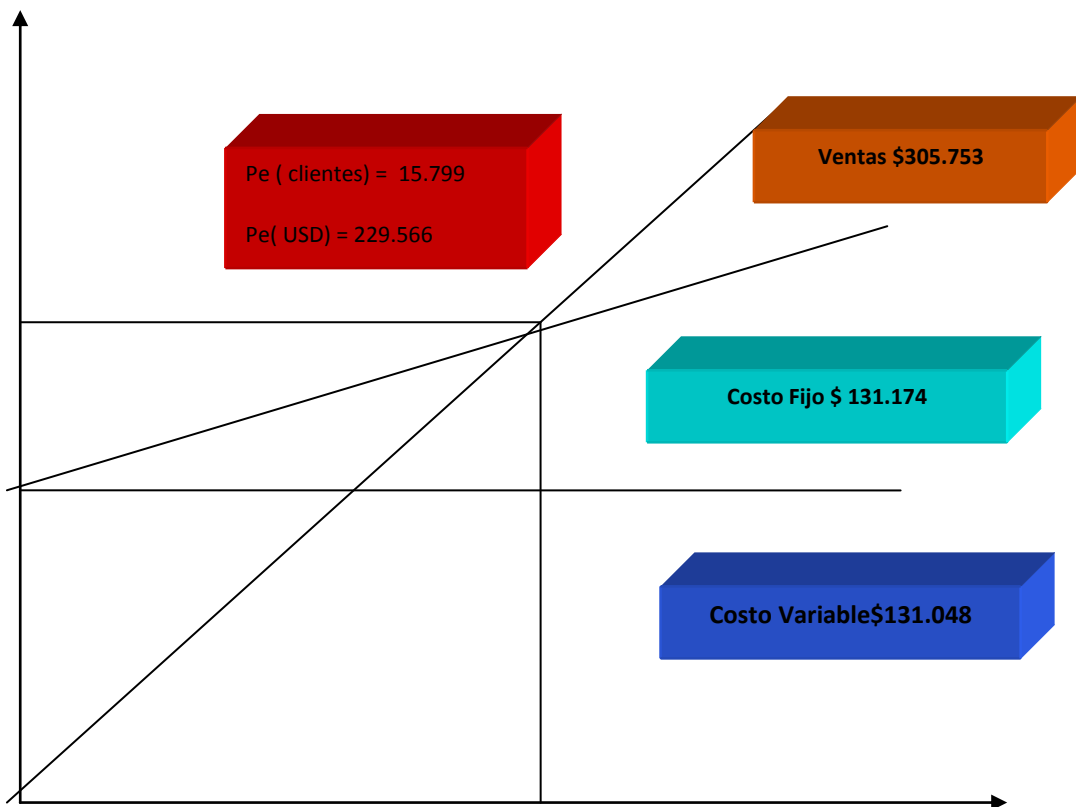 Ventas $305.753
Pe ( clientes) = 15.799
Pe( USD) = 229.566
Costo Fijo $ 131.174
Costo Variable$131.048